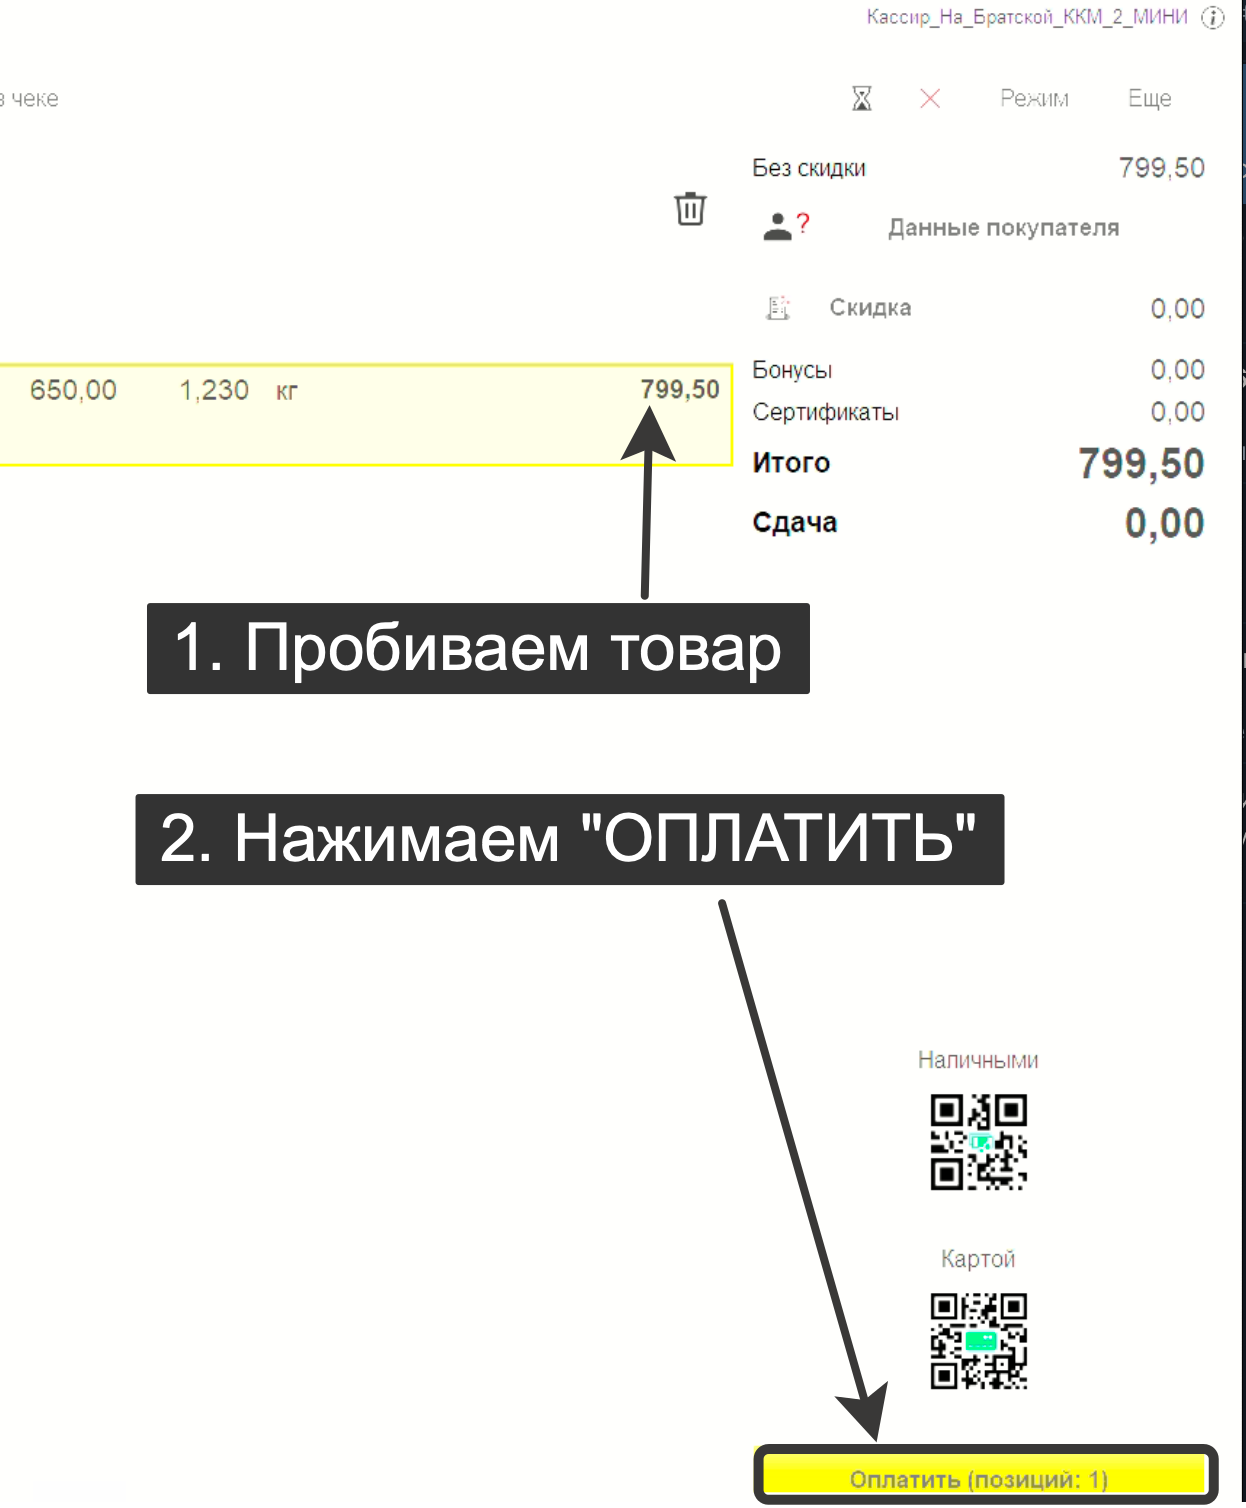 Кассир_На_Братской_ККМ_2_МИНИ
в чеке
Режим Еще
Без скидки 799,50
? Данные покупателя
Скидка 0,00
650,00 1,230 кг 799,50
Бонусы 0,00
Сертификаты 0,00
Итого 799,50
Сдача 0,00
1. Пробиваем товар
2. Нажимаем "ОПЛАТИТЬ"
Наличными
Картой
Оплатить (позиций: 1)